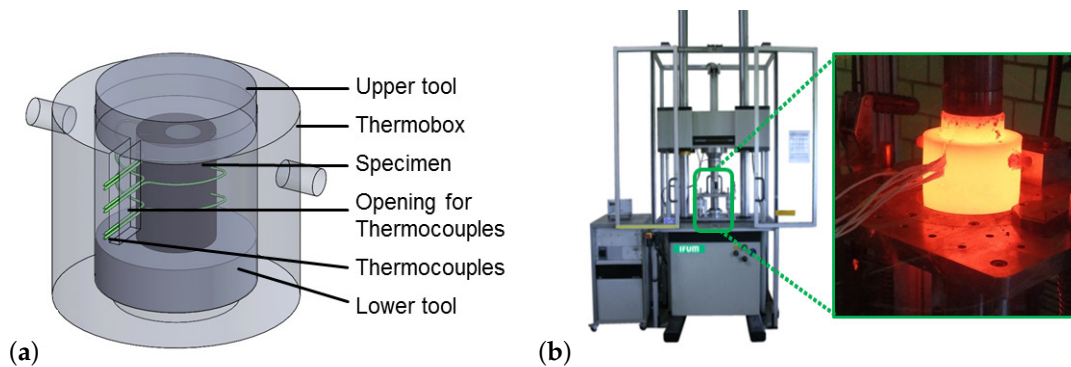 Upper tool
Thermobox
Specimen
Opening for
Thermocouples
Thermocouples
Lower tool
(a)
IFUM
(b)